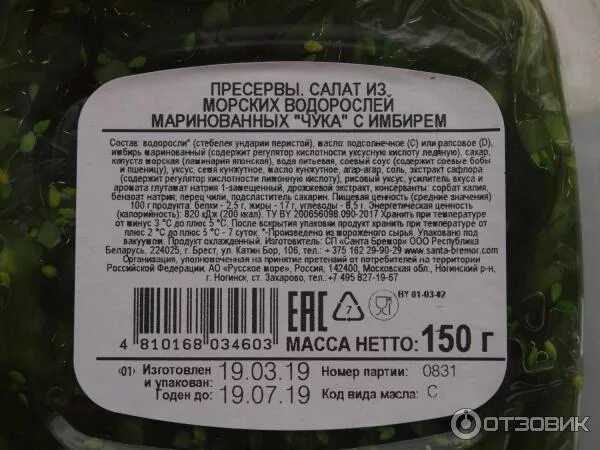 ПРЕСЕРВЫ. САЛАТ ИЗ
МОРСКИХ ВОДОРОСЛЕЙ
МАРИНОВАННЫХ "ЧУКА" С ИМБИРЕМ
Состав: водоросли* (стебелек ундарии перистой), масло: подсолнечное (С) или рапсовое (D),
имбирь маринованный (содержит регулятор кислотности уксусную кислоту ледяную), сахар,
капуста морская (ламинария японская), вода питьевая, соевый соус (содержит соевые бобы
и пшеницу), уксус, семя кунжутное, масло кунжутное, агар-агар, соль, экстракт сафлора
(содержит регулятор кислотности лимонную кислоту), рисовый уксус, усилитель вкуса и
аромата глутамат натрия 1-замещенный, дрожжевой экстракт, консерванты: сорбат калия,
бензоат натрия; перец чили, подсластитель сахарин. Пищевая ценность (средние значения)
100 г продукта: белки - 2,5 г, жиры - 17 г, углеводы - 8,5 г. Энергетическая ценность
(калорийность): 820 кДж (200 ккал). ТУ BY 200656098.090-2017 Хранить при температуре
от минус 3 °С до плюс 5 °С. После вскрытия упаковки продукт хранить при температуре
от плюс 2 °С до плюс 5 °С - 7 суток. *-Произведено из мороженого сырья. Упаковано под
вакуумом. Продукт охлажденный. Изготовитель: СП «Санта Бремор» ООО Республика
Беларусь, 224025, г. Брест, ул. Катин Бор, 106, тел.: + 375 162 29-90-29 www.santa-bremor.com
Организация, уполномоченная на принятие претензий от потребителей на территории
Российской Федерации: АО «Русское море», Россия, 142400, Московская обл., Ногинский р-н,
г. Ногинск, ст. Захарово, тел.:+7 495 827-19-67
ЕАС 7 BY 01-03-02
4 810168 034603 МАССА НЕТТО: 150 г
‹01› Изготовлен 19.03.19 Номер партии: 0831
и упакован:
Годен до: 19.07.19 Код вида масла: С
ОТЗОВИК